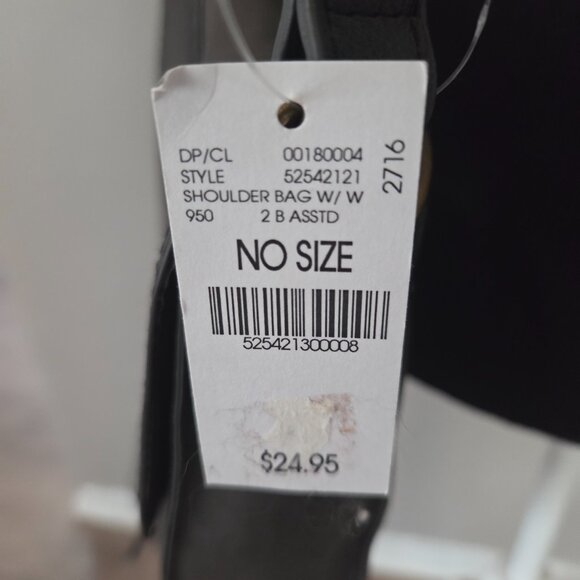 DP/CL 00180004
STYLE 52542121
SHOULDER BAG W/ W
950 2 B ASSTD
2716
NO SIZE
525421300008
$24.95